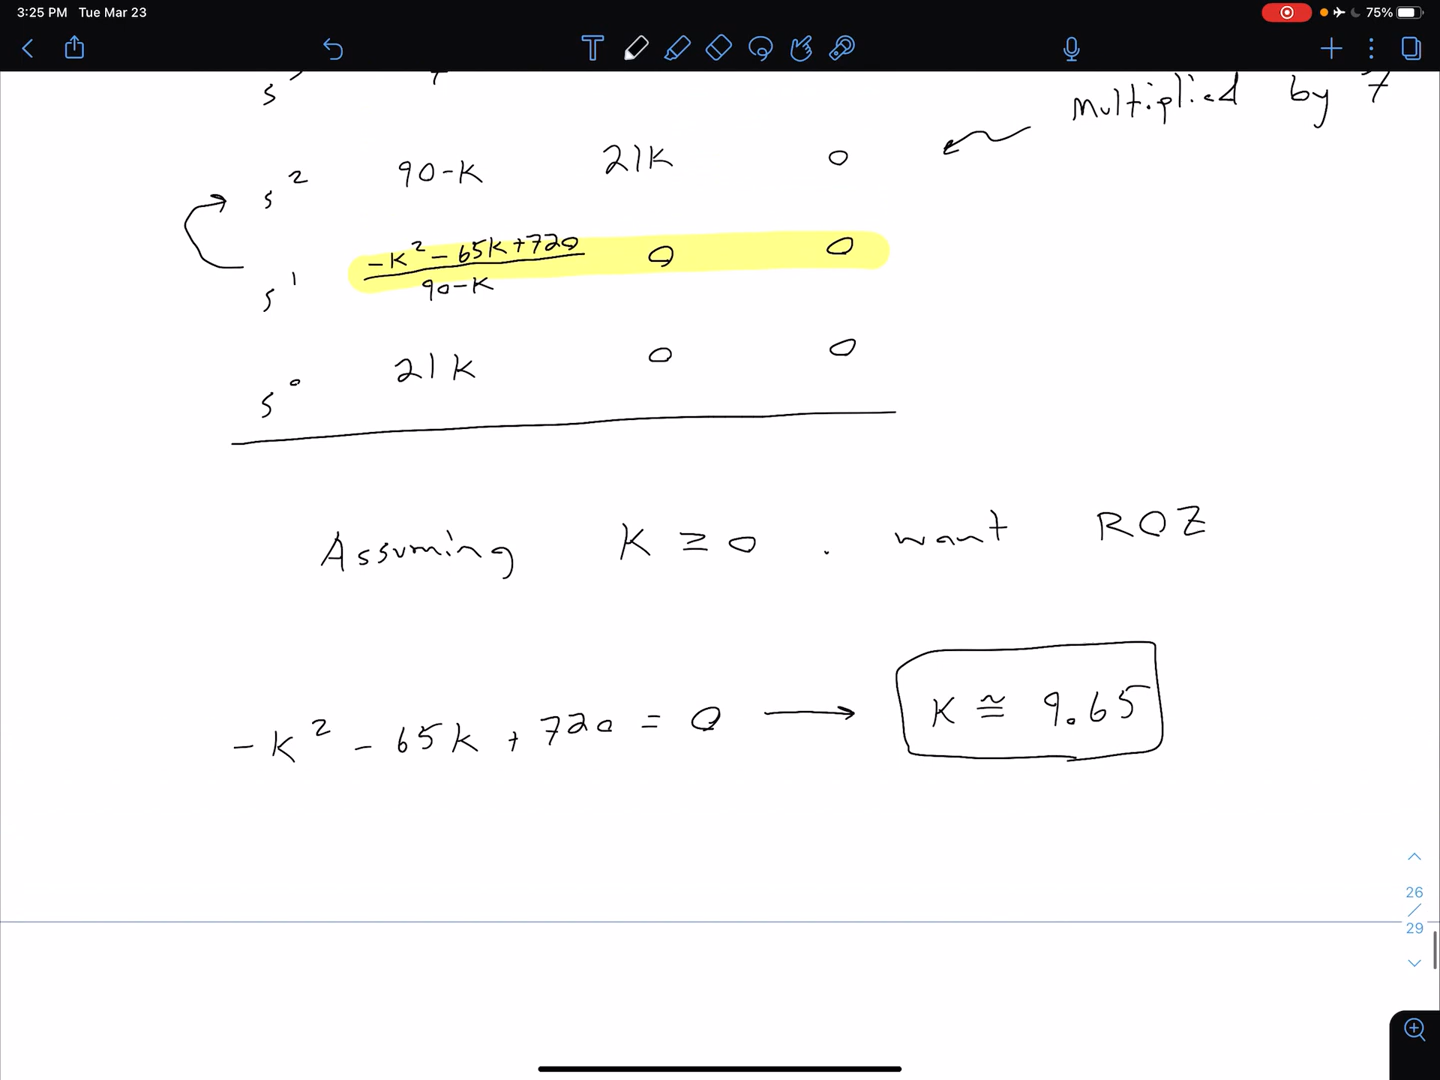 3:25 PM Tue Mar 23 75%
multiplied by 7
s
s² 90-K 21K 0
s¹ (-K² - 65K + 720)/(90-K) 0 0
s⁰ 21K 0 0
Assuming K ≥ 0 . want ROZ
-K² - 65K + 720 = 0 → K ≅ 9.65
26
/
29